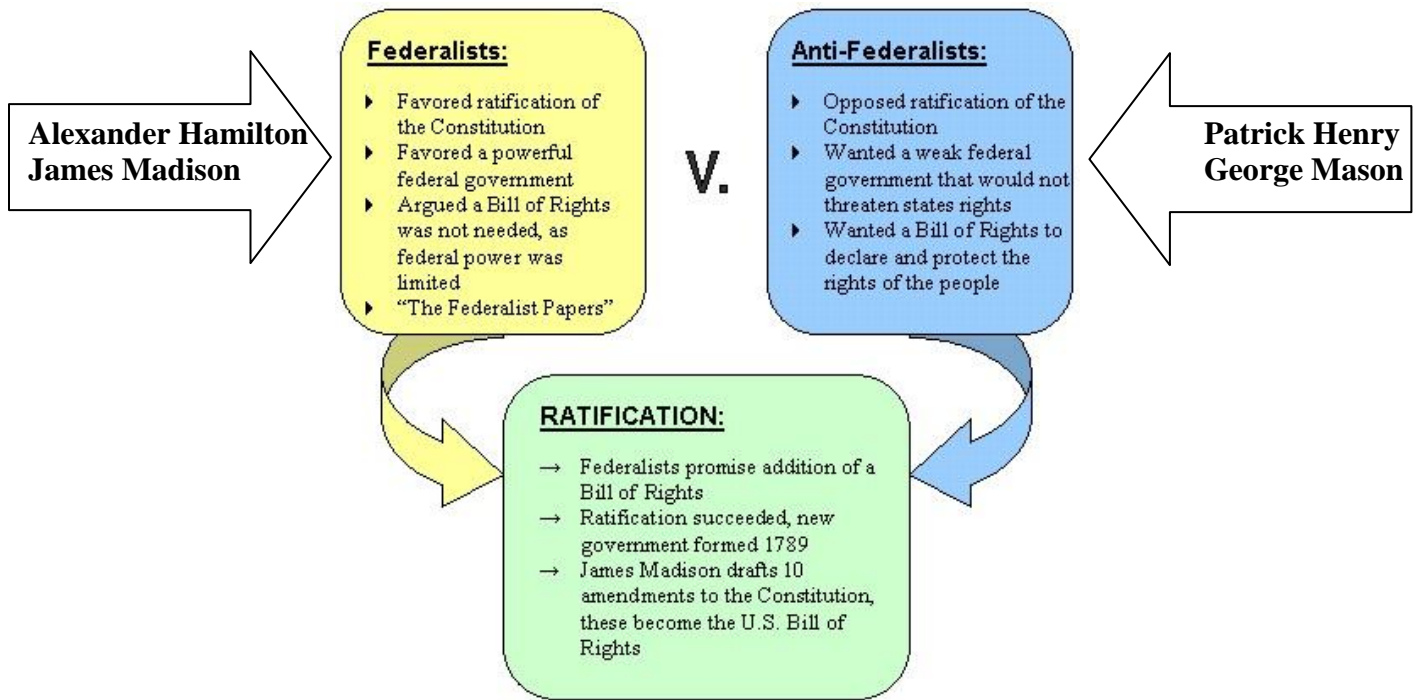 Alexander Hamilton
James Madison
Federalists:
Favored ratification of
the Constitution
Favored a powerful
federal government
Argued a Bill of Rights
was not needed, as
federal power was
limited
“The Federalist Papers”
V.
Anti-Federalists:
Opposed ratification of the
Constitution
Wanted a weak federal
government that would not
threaten states rights
Wanted a Bill of Rights to
declare and protect the
rights of the people
Patrick Henry
George Mason
RATIFICATION:
→ Federalists promise addition of a
Bill of Rights
→ Ratification succeeded, new
government formed 1789
→ James Madison drafts 10
amendments to the Constitution,
these become the U.S. Bill of
Rights